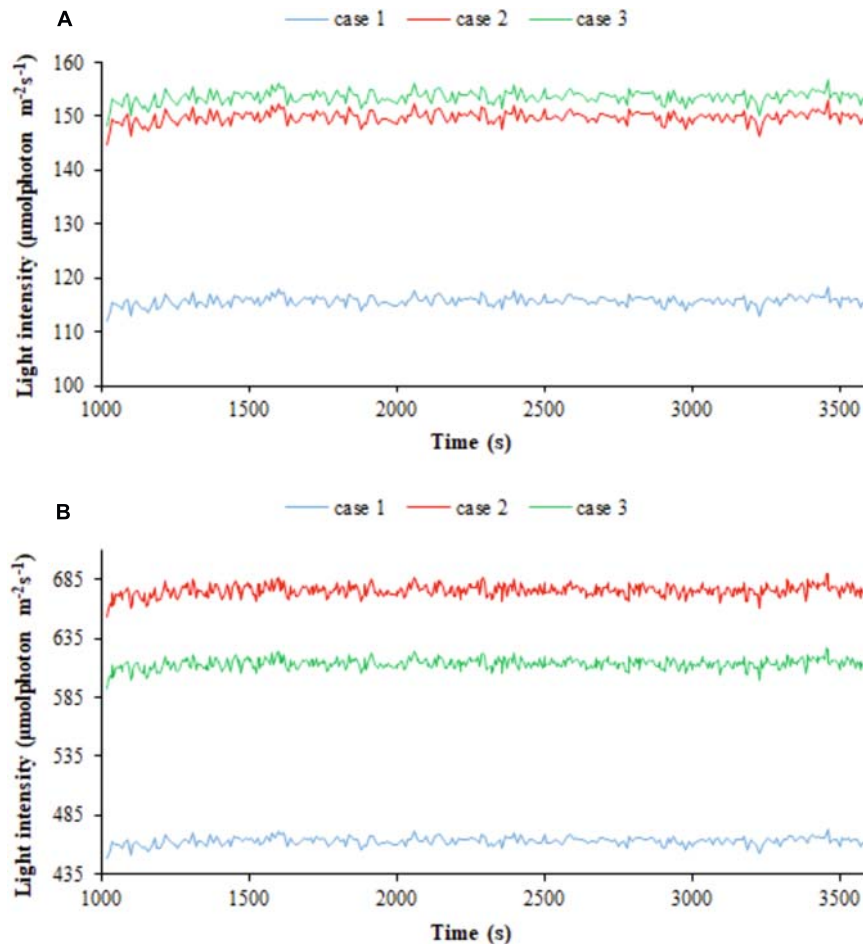 A
case 1 case 2 case 3
Light intensity (µmolphoton m⁻²s⁻¹)
160
150
140
130
120
110
100
1000 1500 2000 2500 3000 3500
Time (s)
B
case 1 case 2 case 3
Light intensity (µmolphoton m⁻²s⁻¹)
685
635
585
535
485
435
1000 1500 2000 2500 3000 3500
Time (s)